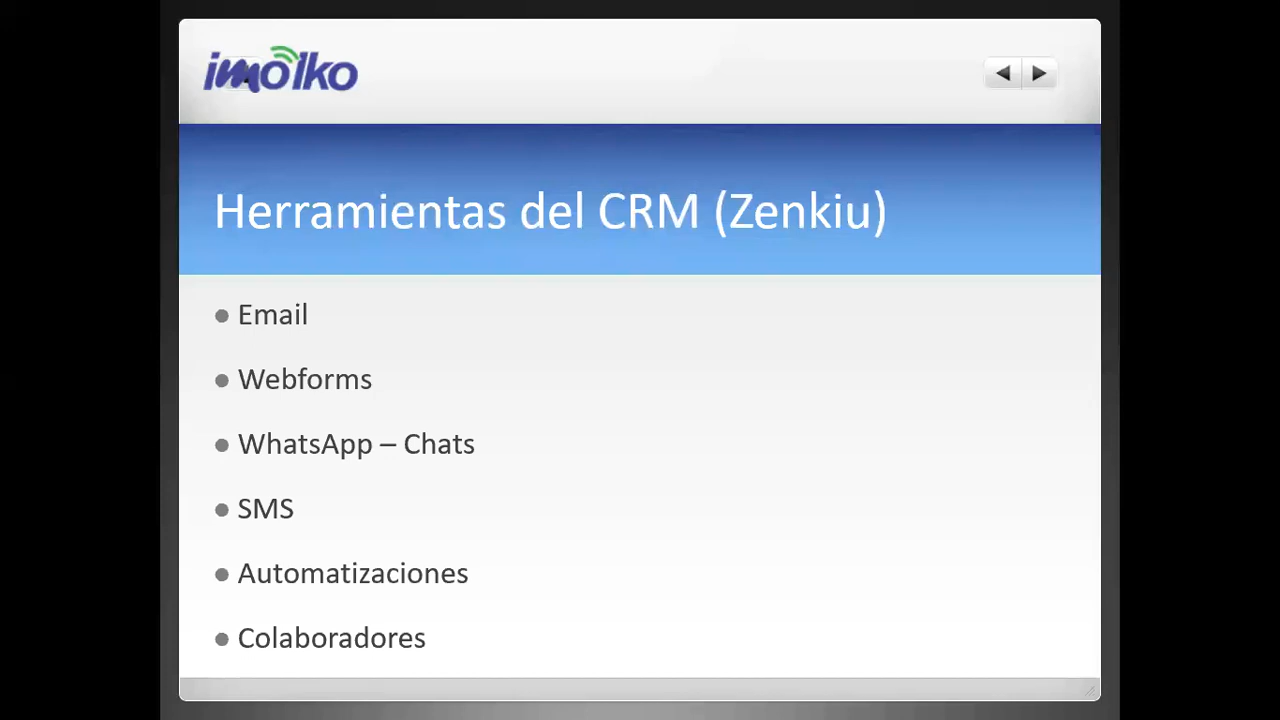 imolko
Herramientas del CRM (Zenkiu)
Email
Webforms
WhatsApp – Chats
SMS
Automatizaciones
Colaboradores